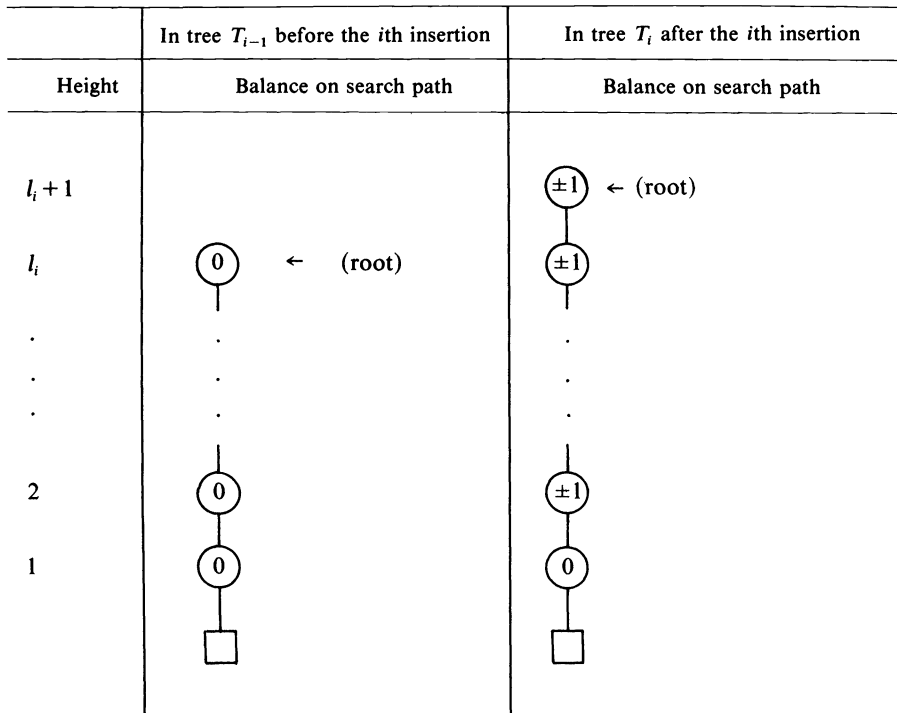 In tree T_{i−1} before the ith insertion	In tree T_i after the ith insertion
Height	Balance on search path	Balance on search path
l_i + 1	±1 ← (root)
l_i	0 ← (root)	±1
.	.	.
.	.	.
.	.	.
2	0	±1
1	0	0